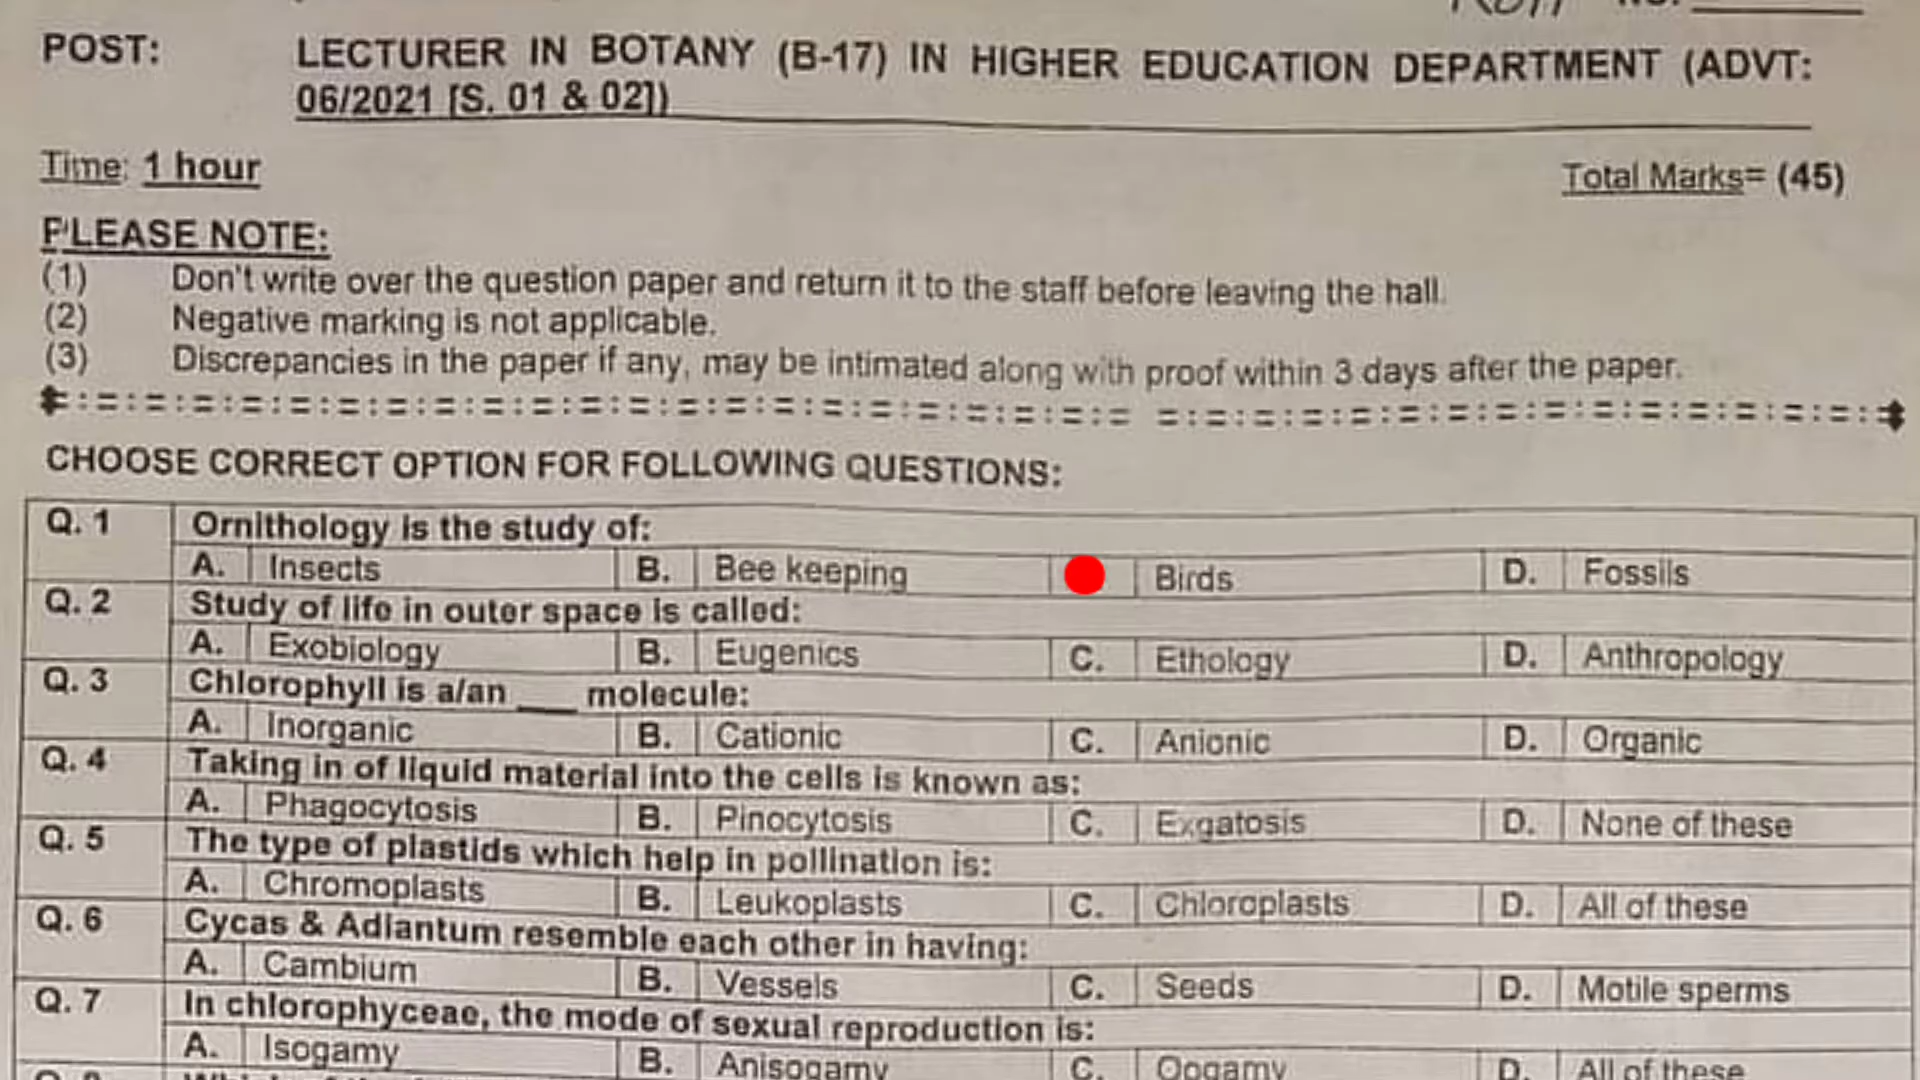 POST: LECTURER IN BOTANY (B-17) IN HIGHER EDUCATION DEPARTMENT (ADVT:
06/2021 [S. 01 & 02])
Time: 1 hour Total Marks= (45)
PLEASE NOTE:
(1) Don't write over the question paper and return it to the staff before leaving the hall.
(2) Negative marking is not applicable.
(3) Discrepancies in the paper if any, may be intimated along with proof within 3 days after the paper.
CHOOSE CORRECT OPTION FOR FOLLOWING QUESTIONS:
Q. 1 Ornithology is the study of:
A. Insects B. Bee keeping Birds D. Fossils
Q. 2 Study of life in outer space is called:
A. Exobiology B. Eugenics C. Ethology D. Anthropology
Q. 3 Chlorophyll is a/an ___ molecule:
A. Inorganic B. Cationic C. Anionic D. Organic
Q. 4 Taking in of liquid material into the cells is known as:
A. Phagocytosis B. Pinocytosis C. Exgatosis D. None of these
Q. 5 The type of plastids which help in pollination is:
A. Chromoplasts B. Leukoplasts C. Chloroplasts D. All of these
Q. 6 Cycas & Adiantum resemble each other in having:
A. Cambium B. Vessels C. Seeds D. Motile sperms
Q. 7 In chlorophyceae, the mode of sexual reproduction is:
A. Isogamy B. Anisogamy C. Oogamy D. All of these